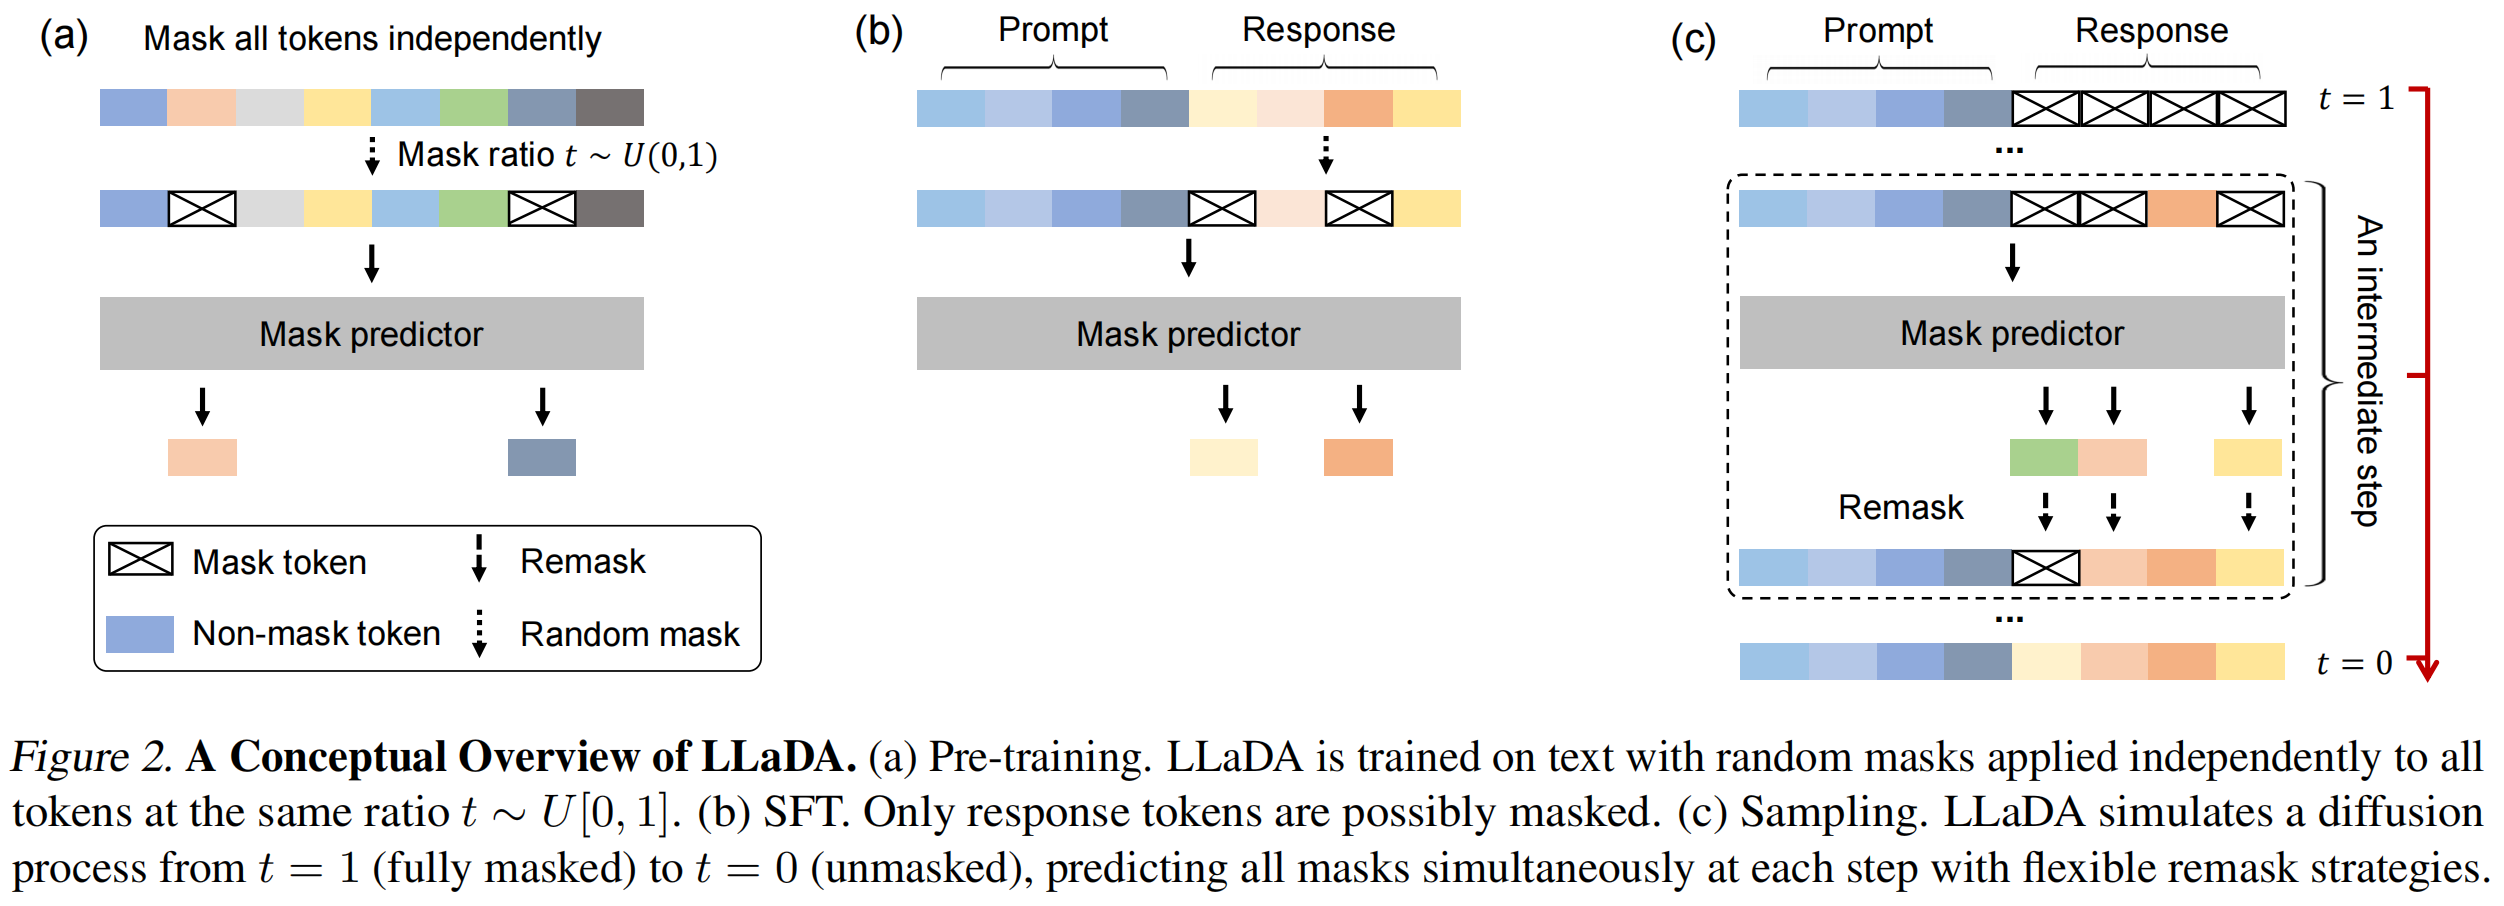 (a)
Mask all tokens independently
Mask ratio t ~ U(0,1)
Mask predictor
Mask token
Remask
Non-mask token
Random mask
(b)
Prompt
Response
Mask predictor
(c)
Prompt
Response
t = 1
...
Mask predictor
Remask
An intermediate step
...
t = 0
Figure 2. A Conceptual Overview of LLaDA. (a) Pre-training. LLaDA is trained on text with random masks applied independently to all
tokens at the same ratio t ∼ U[0, 1]. (b) SFT. Only response tokens are possibly masked. (c) Sampling. LLaDA simulates a diffusion
process from t = 1 (fully masked) to t = 0 (unmasked), predicting all masks simultaneously at each step with flexible remask strategies.